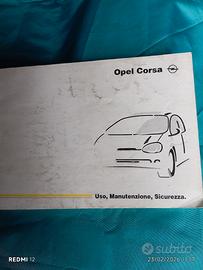 Opel Corsa
Uso, Manutenzione, Sicurezza.
REDMI 12
subito
23/02/2026